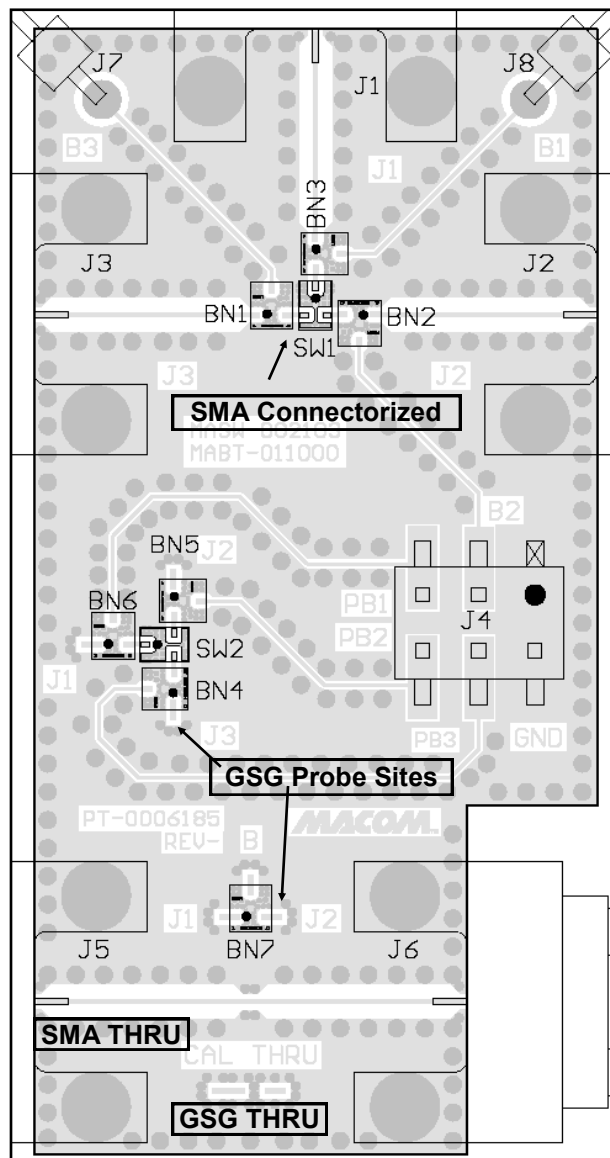 J7
J8
J1
B3
J1
B1
BN3
J3
J2
BN1
BN2
SW1
J3
J2
SMA Connectorized
MASW-002103
MABT-011000
B2
BN5
J2
PB1
BN6
J4
PB2
SW2
J1
BN4
J3
PB3
GND
GSG Probe Sites
PT-0D06185
REV-
MACOM™
B
J1
J2
J5
BN7
J6
SMA THRU
CAL THRU
GSG THRU